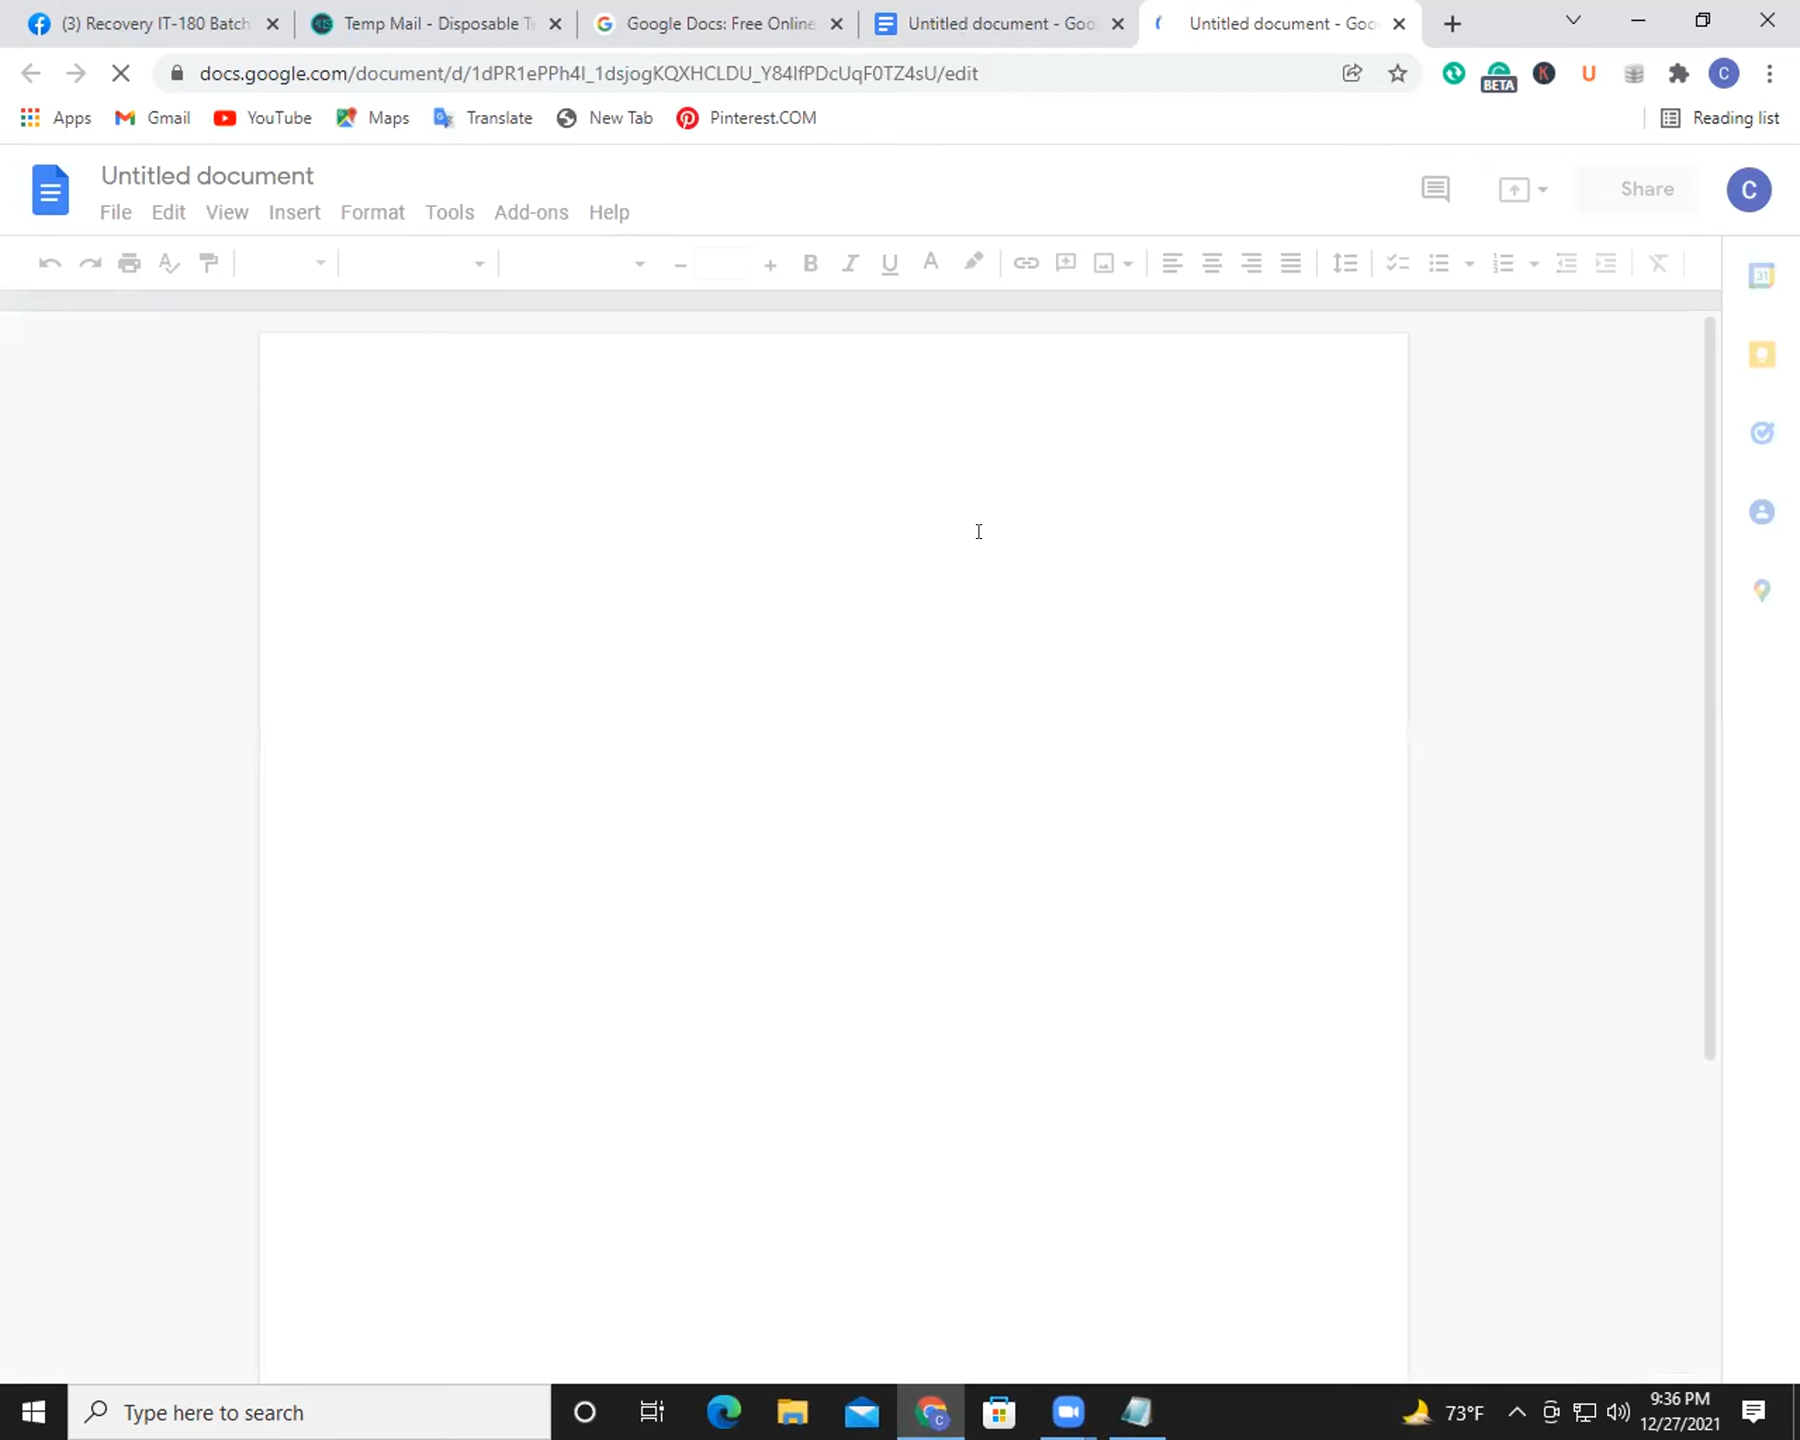 (3) Recovery IT-180 Batch
Temp Mail - Disposable Te
Google Docs: Free Online
Untitled document - Goo
Untitled document - Goo
docs.google.com/document/d/1dPR1ePPh4I_1dsjogKQXHCLDU_Y84IfPDcUqF0TZ4sU/edit
BETA
K
U
C
Apps
Gmail
YouTube
Maps
Translate
New Tab
Pinterest.COM
Reading list
Untitled document
File Edit View Insert Format Tools Add-ons Help
Share
C
B I U A
31
Type here to search
73°F
9:36 PM
12/27/2021